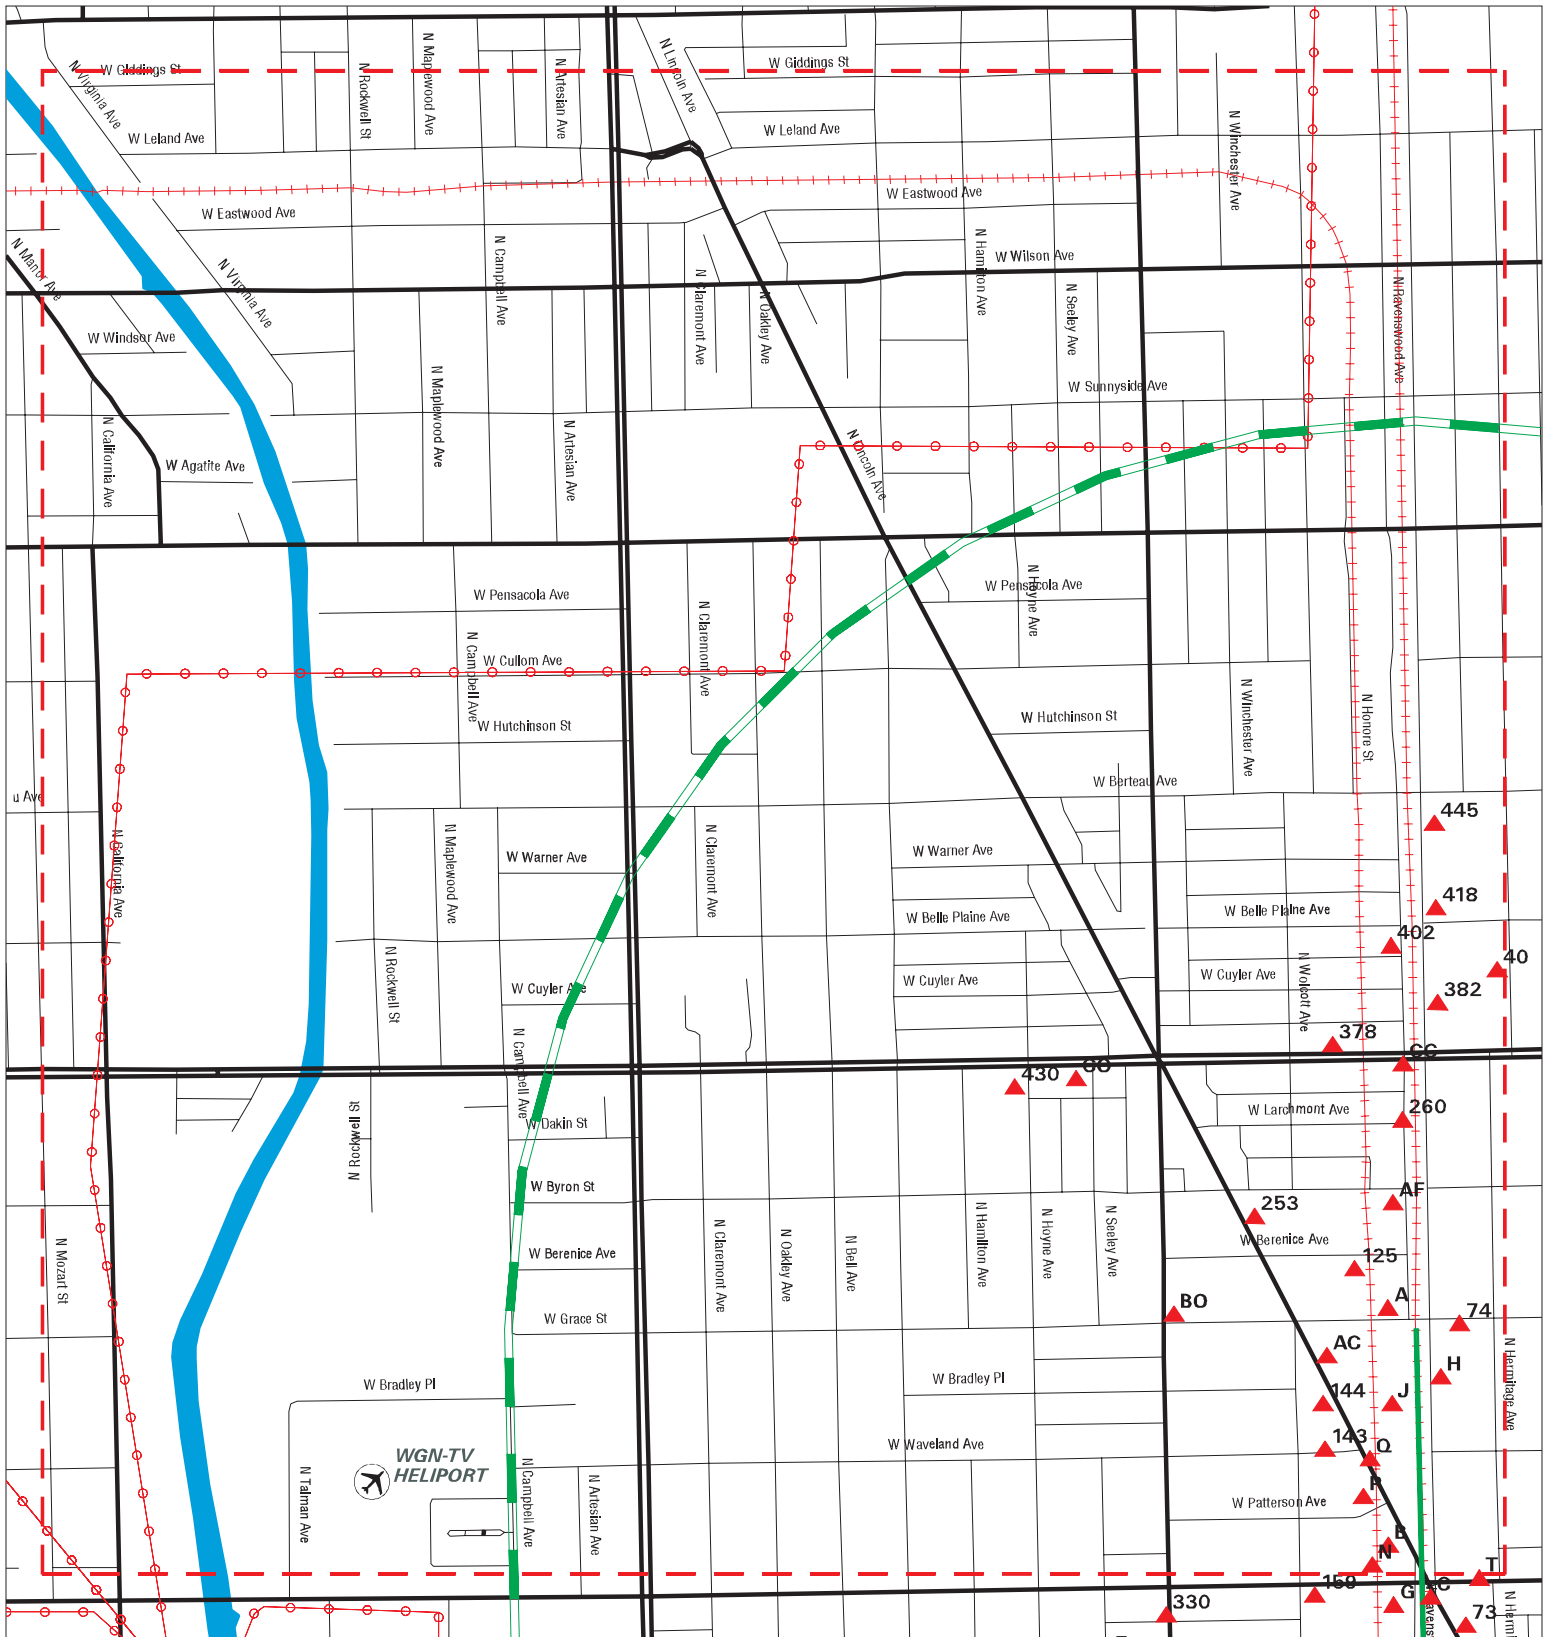 W Giddings St
W Giddings St
N Virginia Ave
N Rockwell St
N Maplewood Ave
N Artesian Ave
N Lincoln Ave
W Leland Ave
W Leland Ave
N Winchester Ave
W Eastwood Ave
W Eastwood Ave
N Manor Ave
N Virginia Ave
N Campbell Ave
N Claremont Ave
N Oakley Ave
N Hamilton Ave
W Wilson Ave
N Seeley Ave
N Ravenswood Ave
W Windsor Ave
N Maplewood Ave
W Sunnyside Ave
N California Ave
W Agatite Ave
N Artesian Ave
N Lincoln Ave
W Pensacola Ave
W Pensacola Ave
N Hoyne Ave
N Claremont Ave
N Campbell Ave
W Cullom Ave
W Hutchinson St
W Hutchinson St
N Winchester Ave
N Honore St
W Berteau Ave
u Ave
N California Ave
N Maplewood Ave
W Warner Ave
N Claremont Ave
W Warner Ave
445
418
W Belle Plaine Ave
W Belle Plaine Ave
402
40
N Rockwell St
W Cuyler Ave
W Cuyler Ave
W Cuyler Ave
N Wolcott Ave
382
378
CC
430
N Campbell Ave
N Rockwell St
W Dakin St
W Larchmont Ave
260
W Byron St
AF
253
N Mozart St
W Berenice Ave
W Berenice Ave
N Claremont Ave
N Oakley Ave
N Bell Ave
N Hamilton Ave
N Hoyne Ave
N Seeley Ave
125
A
BO
74
W Grace St
AC
H
N Hermitage Ave
W Bradley Pl
W Bradley Pl
144
J
143
Q
W Waveland Ave
WGN-TV
HELIPORT
N Talman Ave
N Campbell Ave
N Artesian Ave
W Patterson Ave
B
N
T
G
330
73
N Hermi